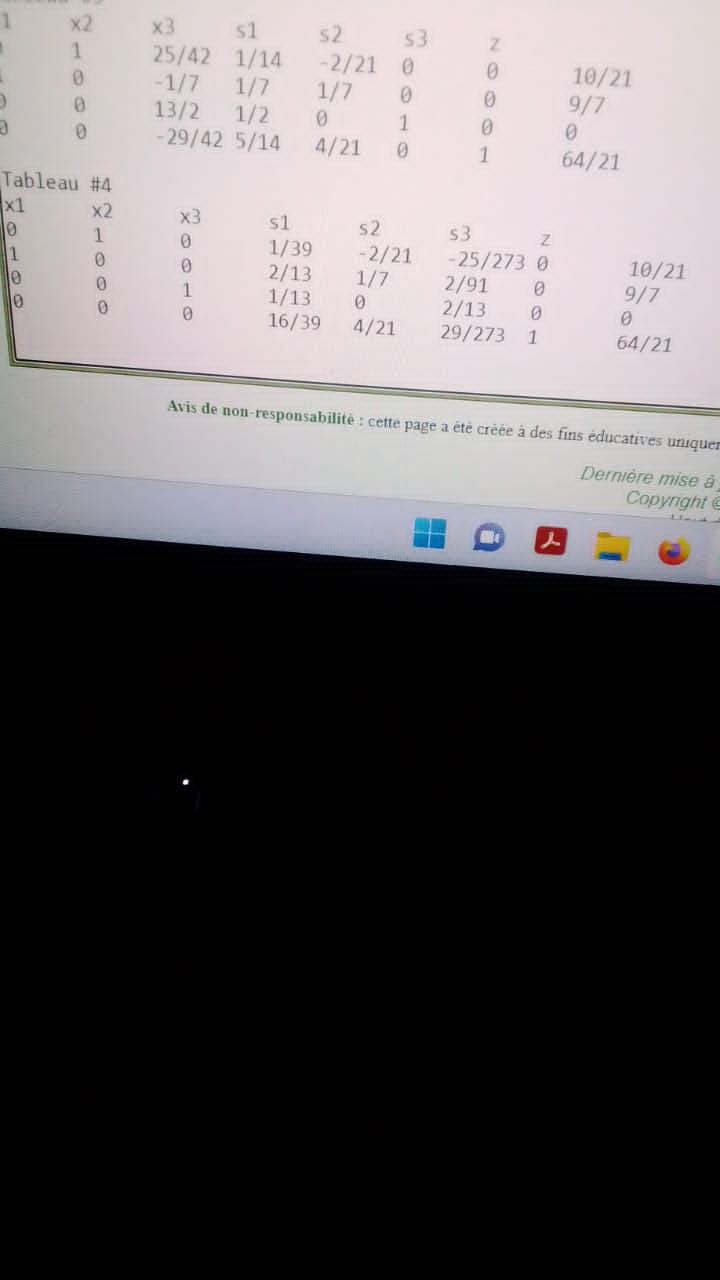 1 x2 x3 s1 s2 s3 z
1 25/42 1/14 -2/21 0 0 10/21
0 -1/7 1/7 1/7 0 0 9/7
0 13/2 1/2 0 1 0 0
0 0 -29/42 5/14 4/21 0 1 64/21
Tableau #4
x1 x2 x3 s1 s2 s3 z
0 1 0 1/39 -2/21 -25/273 0 10/21
1 0 0 2/13 1/7 2/91 0 9/7
0 0 1 1/13 0 2/13 0 0
0 0 0 16/39 4/21 29/273 1 64/21
Avis de non-responsabilité : cette page a été créée à des fins éducatives
Dernière mise à
Copyright ©